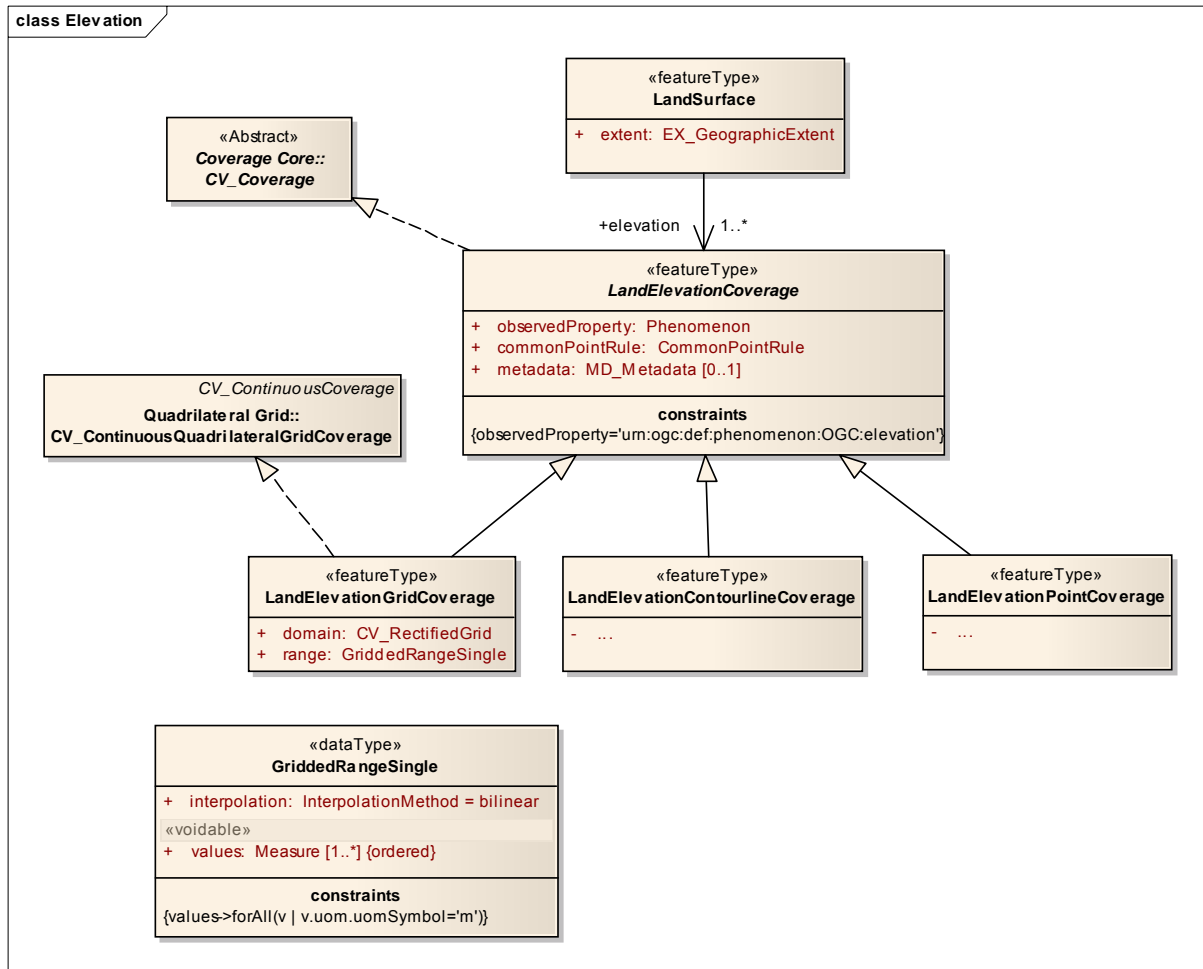 class Elevation
«featureType»
LandSurface
+ extent: EX_GeographicExtent
«Abstract»
Coverage Core::
CV_Coverage
+elevation 1..*
«featureType»
LandElevationCoverage
+ observedProperty: Phenomenon
+ commonPointRule: CommonPointRule
+ metadata: MD_Metadata [0..1]
constraints
{observedProperty='urn:ogc:def:phenomenon:OGC:elevation'}
CV_ContinuousCoverage
Quadrilateral Grid::
CV_ContinuousQuadrilateralGridCoverage
«featureType»
LandElevationGridCoverage
+ domain: CV_RectifiedGrid
+ range: GriddedRangeSingle
«featureType»
LandElevationContourlineCoverage
- ...
«featureType»
LandElevationPointCoverage
- ...
«dataType»
GriddedRangeSingle
+ interpolation: InterpolationMethod = bilinear
«voidable»
+ values: Measure [1..*] {ordered}
constraints
{values->forAll(v | v.uom.uomSymbol='m')}